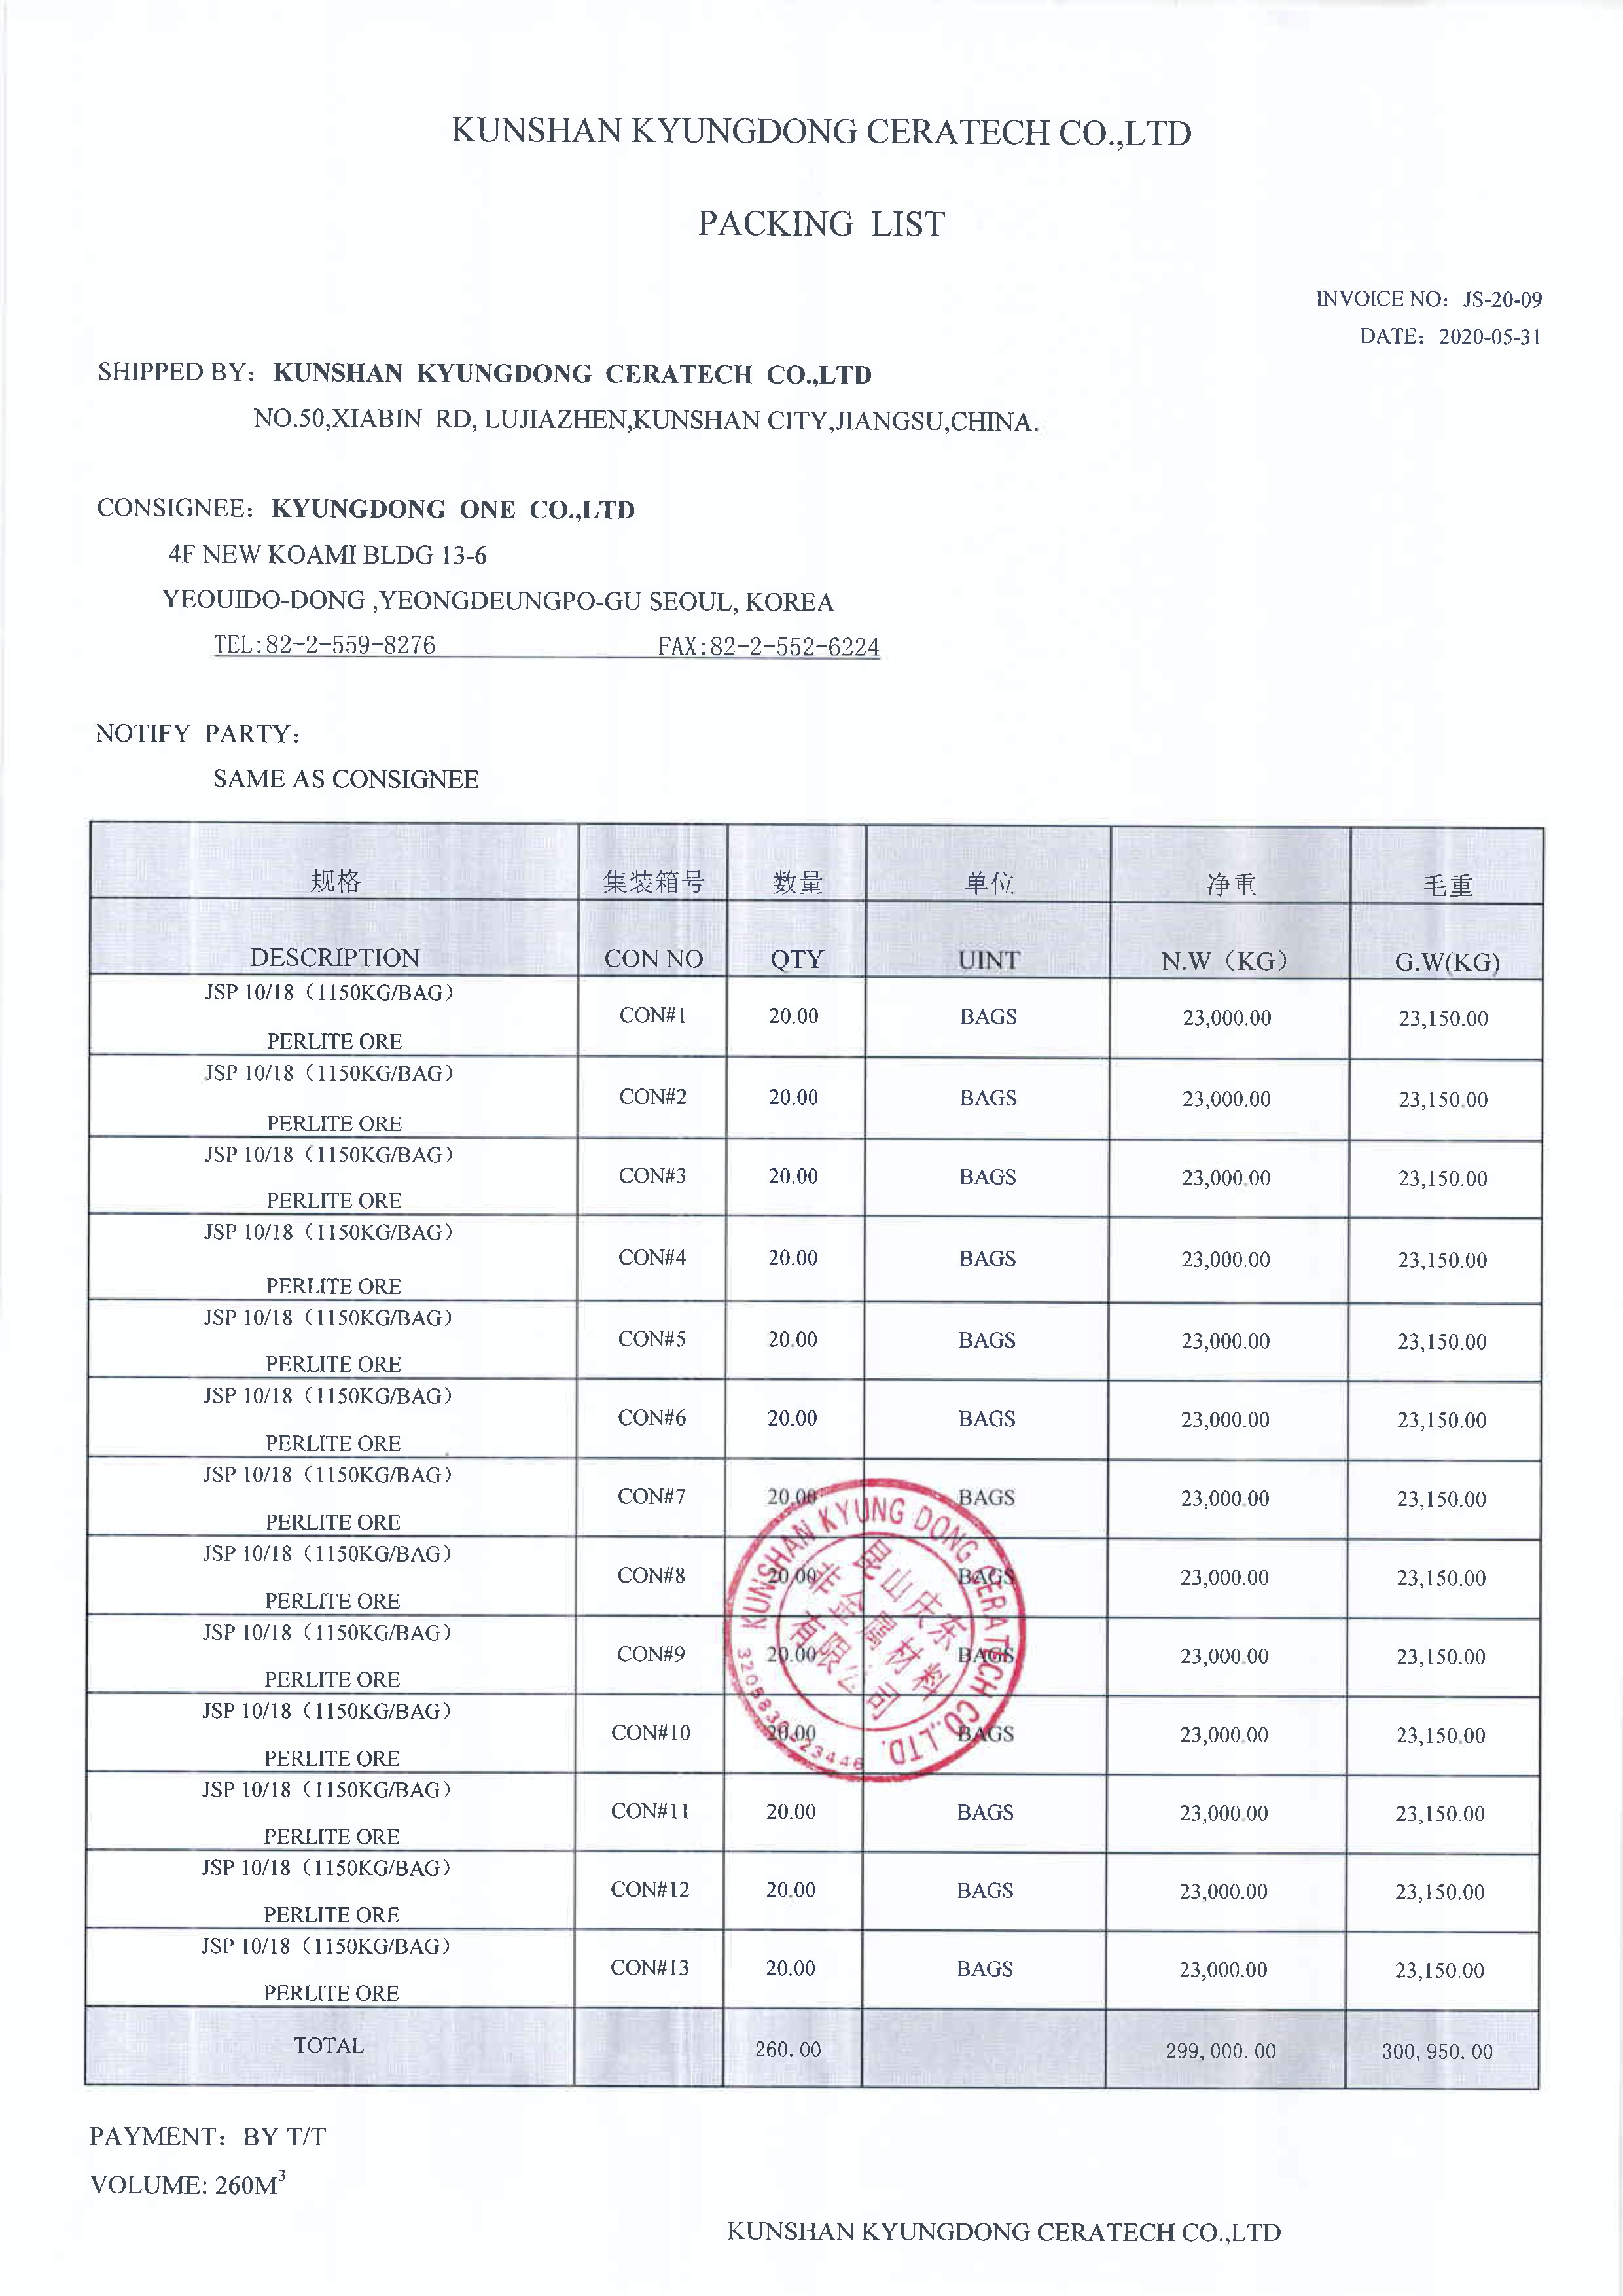 KUNSHAN KYUNGDONG CERATECH CO.,LTD
PACKING LIST
INVOICE NO: JS-20-09
DATE: 2020-05-31
SHIPPED BY: KUNSHAN KYUNGDONG CERATECH CO.,LTD
NO.50,XIABIN RD, LUJIAZHEN,KUNSHAN CITY,JIANGSU,CHINA.
CONSIGNEE: KYUNGDONG ONE CO.,LTD
4F NEW KOAMI BLDG 13-6
YEOUIDO-DONG ,YEONGDEUNGPO-GU SEOUL, KOREA
TEL:82-2-559-8276 FAX:82-2-552-6224
NOTIFY PARTY:
SAME AS CONSIGNEE
规格 集装箱号 数量 单位 净重 毛重
DESCRIPTION CON NO QTY UINT N.W（KG） G.W(KG)
JSP 10/18（1150KG/BAG）
PERLITE ORE CON#1 20.00 BAGS 23,000.00 23,150.00
JSP 10/18（1150KG/BAG）
PERLITE ORE CON#2 20.00 BAGS 23,000.00 23,150.00
JSP 10/18（1150KG/BAG）
PERLITE ORE CON#3 20.00 BAGS 23,000.00 23,150.00
JSP 10/18（1150KG/BAG）
PERLITE ORE CON#4 20.00 BAGS 23,000.00 23,150.00
JSP 10/18（1150KG/BAG）
PERLITE ORE CON#5 20.00 BAGS 23,000.00 23,150.00
JSP 10/18（1150KG/BAG）
PERLITE ORE CON#6 20.00 BAGS 23,000.00 23,150.00
JSP 10/18（1150KG/BAG）
PERLITE ORE CON#7 20.00 BAGS 23,000.00 23,150.00
JSP 10/18（1150KG/BAG）
PERLITE ORE CON#8 20.00 BAGS 23,000.00 23,150.00
JSP 10/18（1150KG/BAG）
PERLITE ORE CON#9 20.00 BAGS 23,000.00 23,150.00
JSP 10/18（1150KG/BAG）
PERLITE ORE CON#10 20.00 BAGS 23,000.00 23,150.00
JSP 10/18（1150KG/BAG）
PERLITE ORE CON#11 20.00 BAGS 23,000.00 23,150.00
JSP 10/18（1150KG/BAG）
PERLITE ORE CON#12 20.00 BAGS 23,000.00 23,150.00
JSP 10/18（1150KG/BAG）
PERLITE ORE CON#13 20.00 BAGS 23,000.00 23,150.00
TOTAL 260.00 299,000.00 300,950.00
KUNSHAN KYUNG DONG CERATECH CO.,LTD.
昆山庆东
非金属材料
有限公司
PAYMENT: BY T/T
VOLUME: 260M³
KUNSHAN KYUNGDONG CERATECH CO.,LTD